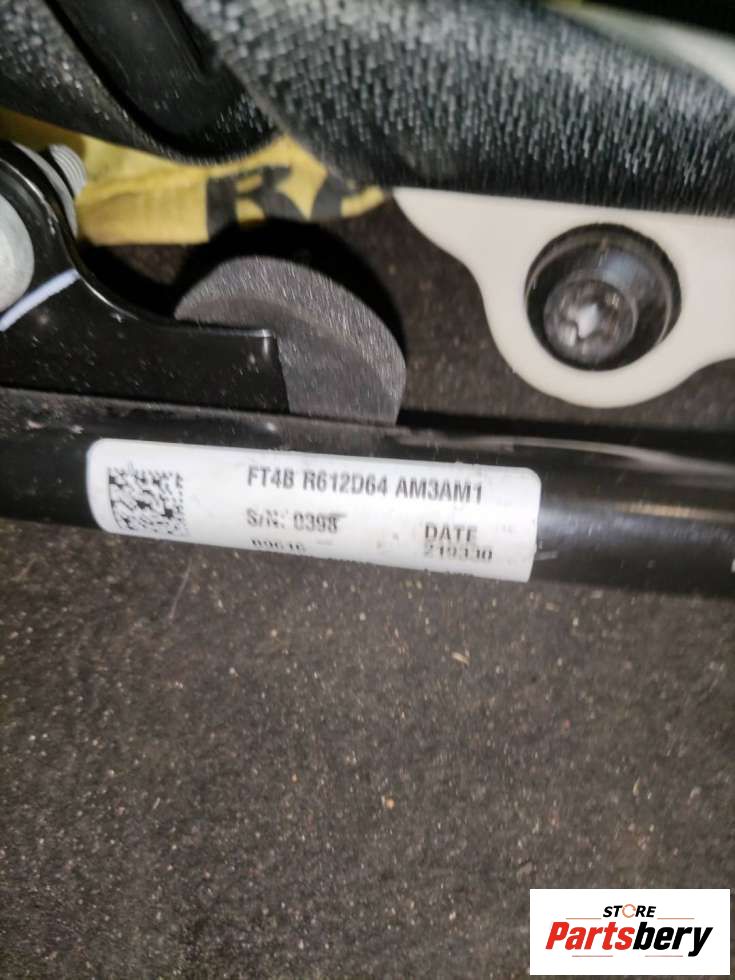 FT4B R612D64 AM3AM1
S/N: 0398
DATE
219330
STORE
Partsbery